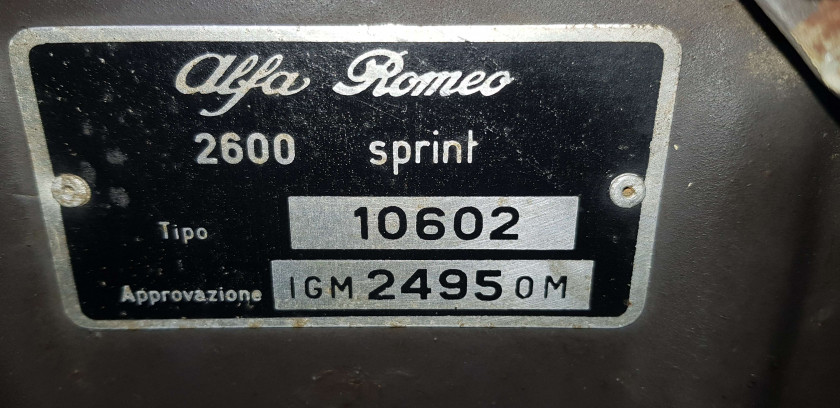 Alfa Romeo
2600 sprint
Tipo 10602
Approvazione IGM 2495 OM